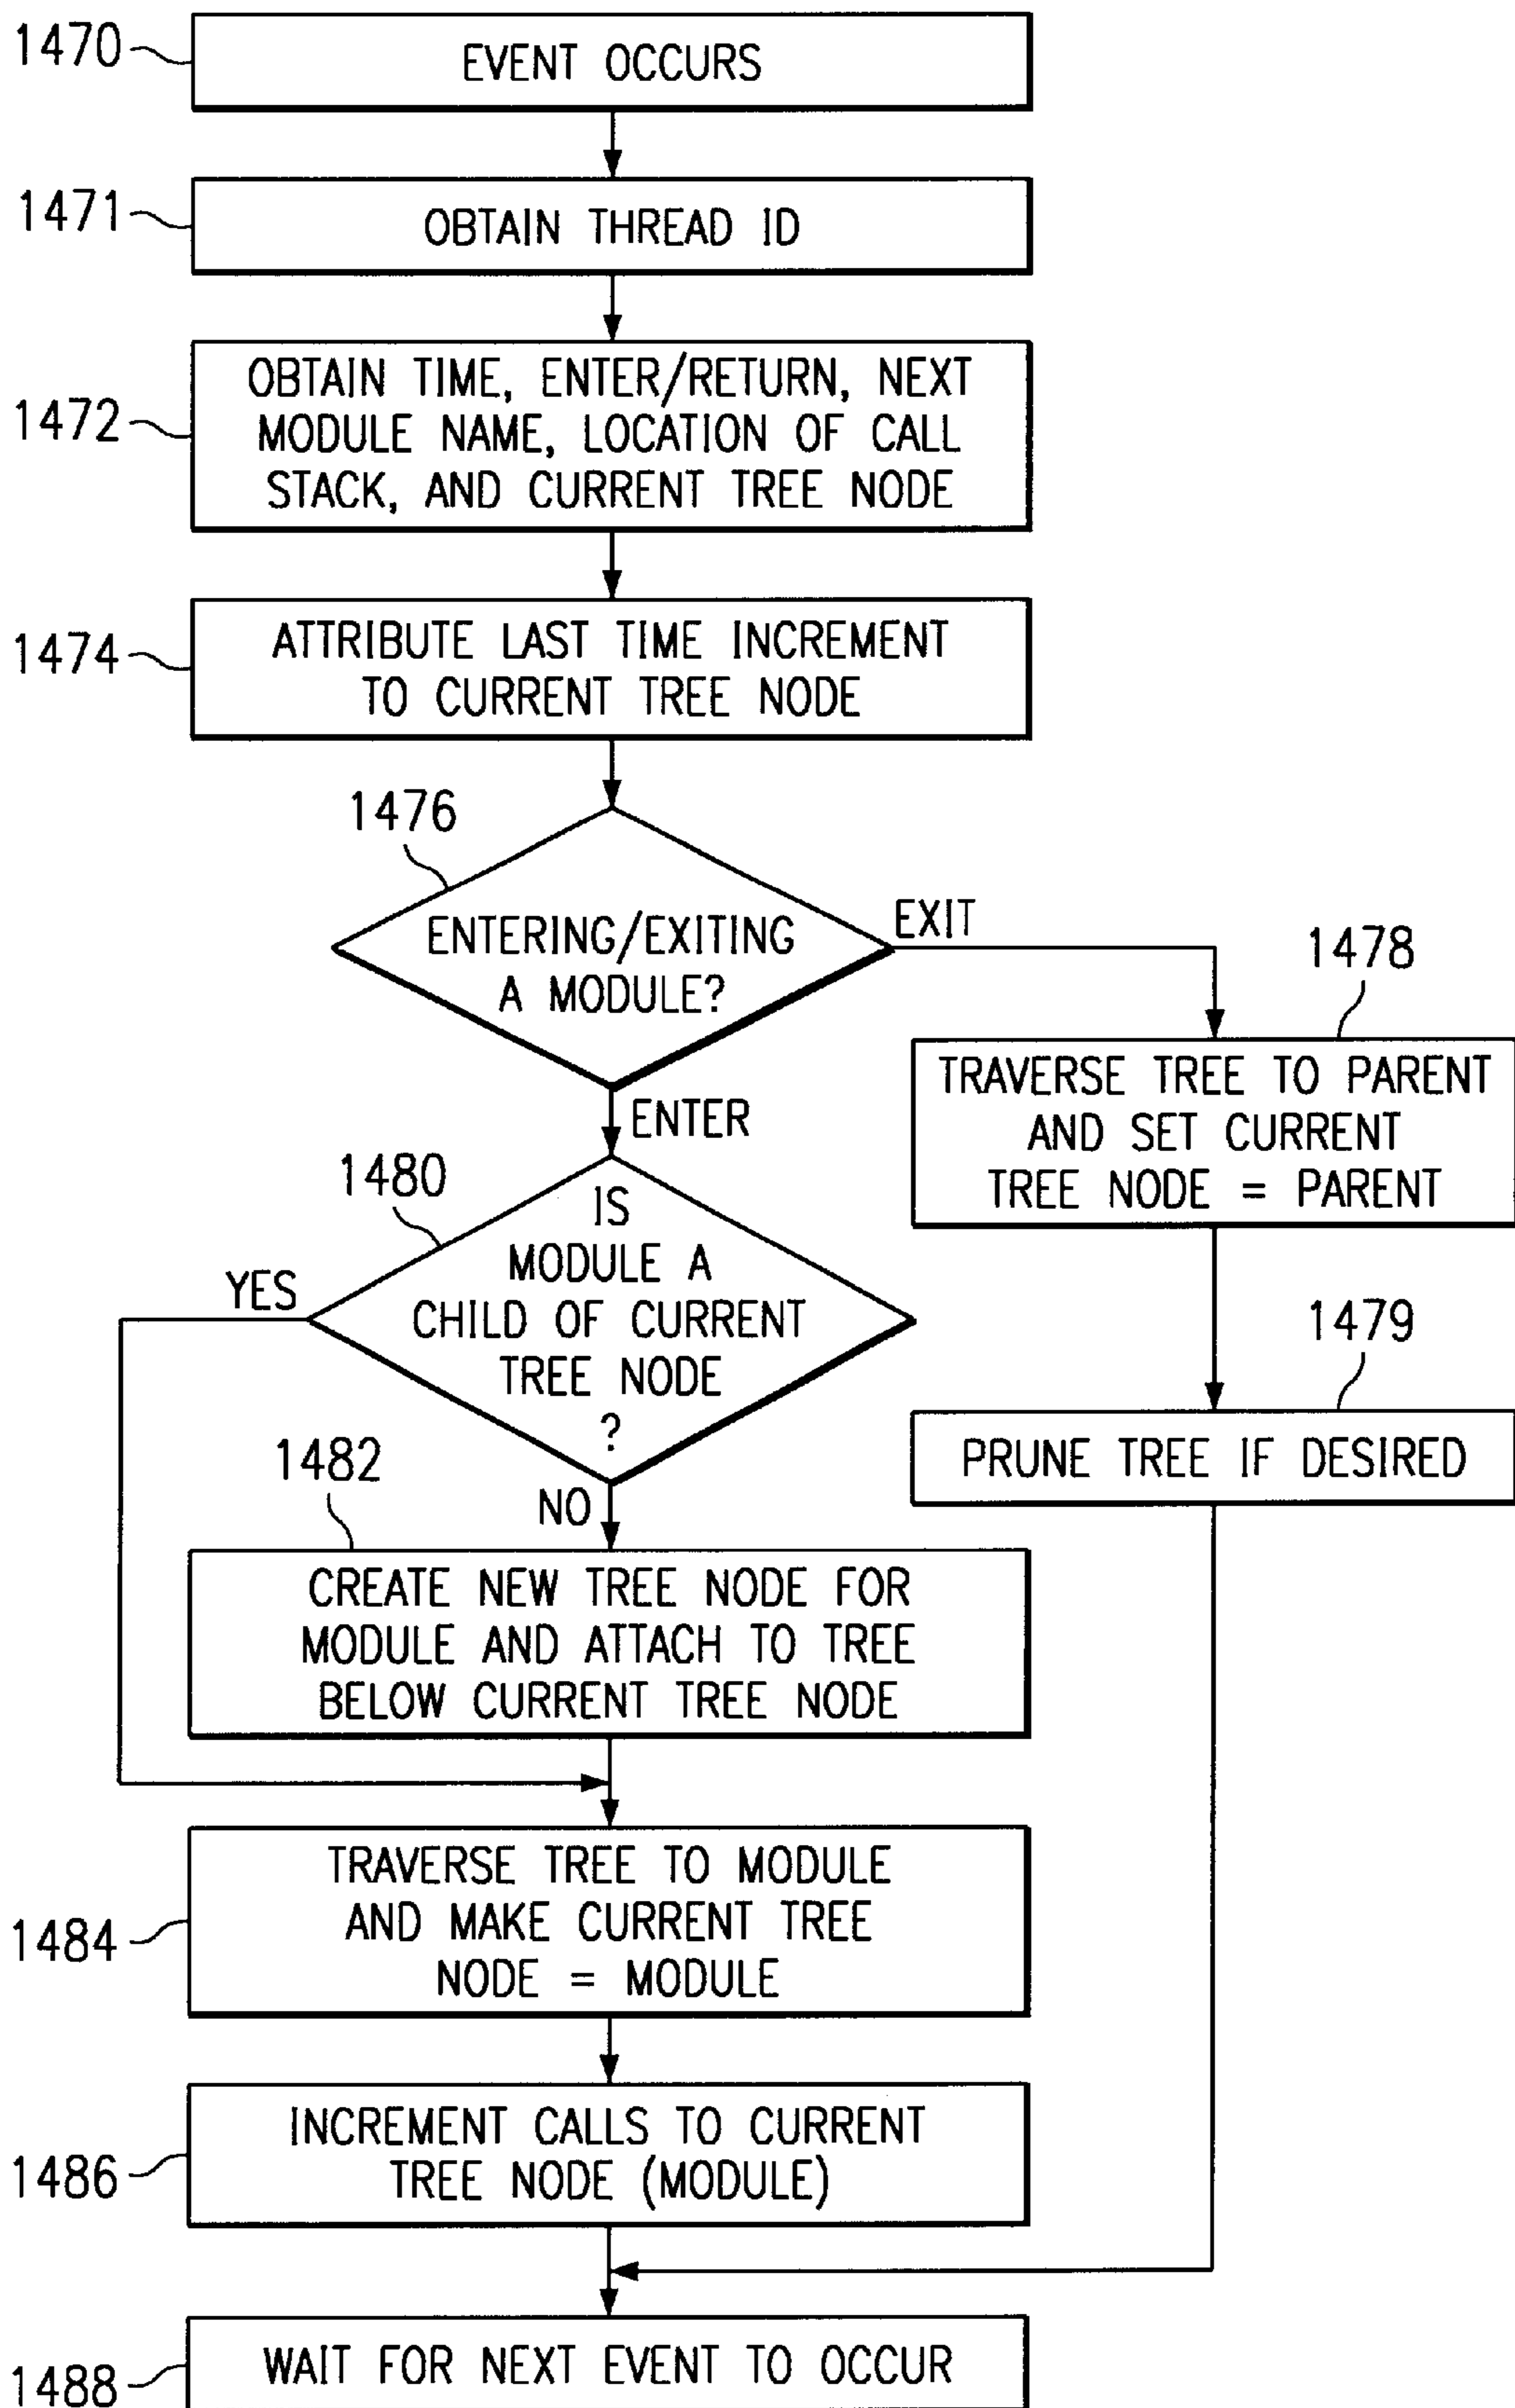 1470
EVENT OCCURS
1471
OBTAIN THREAD ID
1472
OBTAIN TIME, ENTER/RETURN, NEXT
MODULE NAME, LOCATION OF CALL
STACK, AND CURRENT TREE NODE
1474
ATTRIBUTE LAST TIME INCREMENT
TO CURRENT TREE NODE
1476
ENTERING/EXITING
A MODULE?
EXIT
1478
TRAVERSE TREE TO PARENT
AND SET CURRENT
TREE NODE = PARENT
ENTER
1480
IS
MODULE A
CHILD OF CURRENT
TREE NODE
?
YES
1479
PRUNE TREE IF DESIRED
NO
1482
CREATE NEW TREE NODE FOR
MODULE AND ATTACH TO TREE
BELOW CURRENT TREE NODE
1484
TRAVERSE TREE TO MODULE
AND MAKE CURRENT TREE
NODE = MODULE
1486
INCREMENT CALLS TO CURRENT
TREE NODE (MODULE)
1488
WAIT FOR NEXT EVENT TO OCCUR